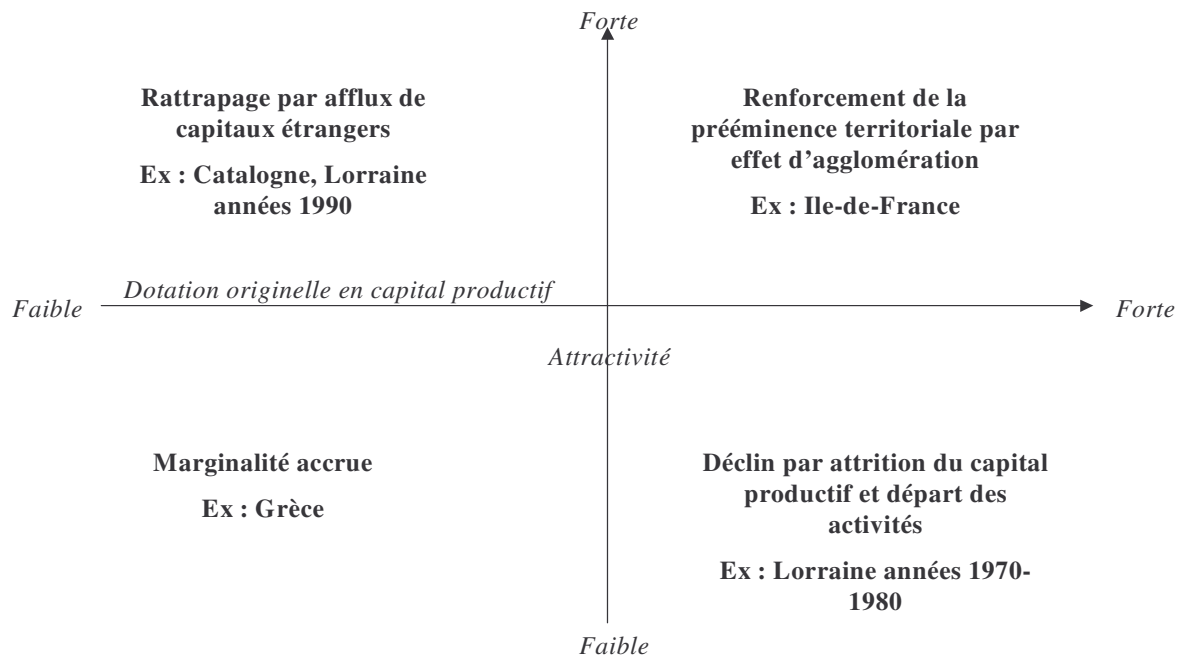 Forte
Rattrapage par afflux de
capitaux étrangers
Ex : Catalogne, Lorraine
années 1990
Renforcement de la
prééminence territoriale par
effet d’agglomération
Ex : Ile-de-France
Faible
Dotation originelle en capital productif
Forte
Attractivité
Marginalité accrue
Ex : Grèce
Déclin par attrition du capital
productif et départ des
activités
Ex : Lorraine années 1970-
1980
Faible